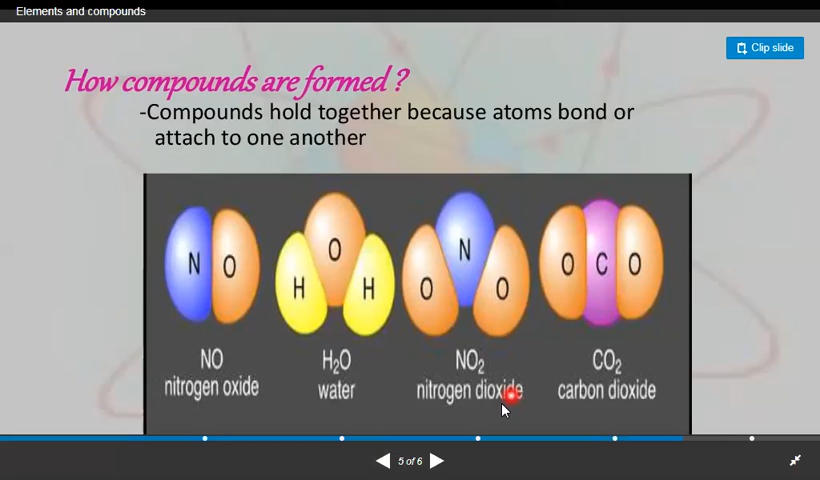 Elements and compounds
Clip slide
How compounds are formed ?
-Compounds hold together because atoms bond or
attach to one another
N O
H O H
O N O
O C O
NO H₂O NO₂ CO₂
nitrogen oxide water nitrogen dioxide carbon dioxide
5 of 6